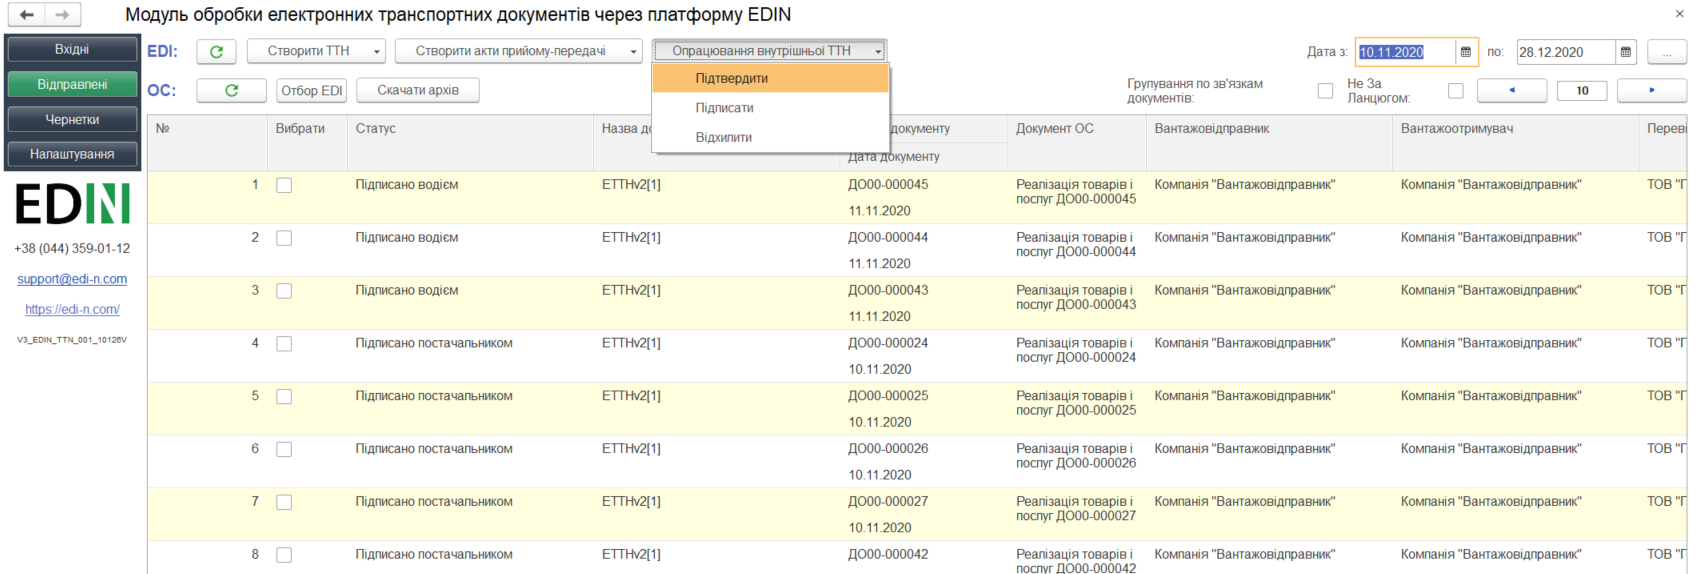 Модуль обробки електронних транспортних документів через платформу EDIN
Вхідні
Відправлені
Чернетки
Налаштування
EDIN
+38 (044) 359-01-12
support@edi-n.com
https://edi-n.com/
V3_EDIN_TTN_001_10126V
EDI:
Створити ТТН
Створити акти прийому-передачі
Опрацювання внутрішньої ТТН
Підтвердити
Підписати
Відхилити
Дата з: 10.11.2020 по: 28.12.2020 ...
ОС:
Отбор EDI
Скачати архів
Групування по зв'язкам
документів:
Не За
Ланцюгом:
10
№ Вибрати Статус Назва до документу Документ ОС Вантажовідправник Вантажоотримувач Переві
Дата документу
1 Підписано водієм ЕТТНv2[1] ДО00-000045 Реалізація товарів і Компанія "Вантажовідправник" Компанія "Вантажовідправник" ТОВ "Г
послуг ДО00-000045
11.11.2020
2 Підписано водієм ЕТТНv2[1] ДО00-000044 Реалізація товарів і Компанія "Вантажовідправник" Компанія "Вантажовідправник" ТОВ "Г
послуг ДО00-000044
11.11.2020
3 Підписано водієм ЕТТНv2[1] ДО00-000043 Реалізація товарів і Компанія "Вантажовідправник" Компанія "Вантажовідправник" ТОВ "Г
послуг ДО00-000043
11.11.2020
4 Підписано постачальником ЕТТНv2[1] ДО00-000024 Реалізація товарів і Компанія "Вантажовідправник" Компанія "Вантажовідправник" ТОВ "Г
послуг ДО00-000024
10.11.2020
5 Підписано постачальником ЕТТНv2[1] ДО00-000025 Реалізація товарів і Компанія "Вантажовідправник" Компанія "Вантажовідправник" ТОВ "Г
послуг ДО00-000025
10.11.2020
6 Підписано постачальником ЕТТНv2[1] ДО00-000026 Реалізація товарів і Компанія "Вантажовідправник" Компанія "Вантажовідправник" ТОВ "Г
послуг ДО00-000026
10.11.2020
7 Підписано постачальником ЕТТНv2[1] ДО00-000027 Реалізація товарів і Компанія "Вантажовідправник" Компанія "Вантажовідправник" ТОВ "Г
послуг ДО00-000027
10.11.2020
8 Підписано постачальником ЕТТНv2[1] ДО00-000042 Реалізація товарів і Компанія "Вантажовідправник" Компанія "Вантажовідправник" ТОВ "Г
послуг ДО00-000042